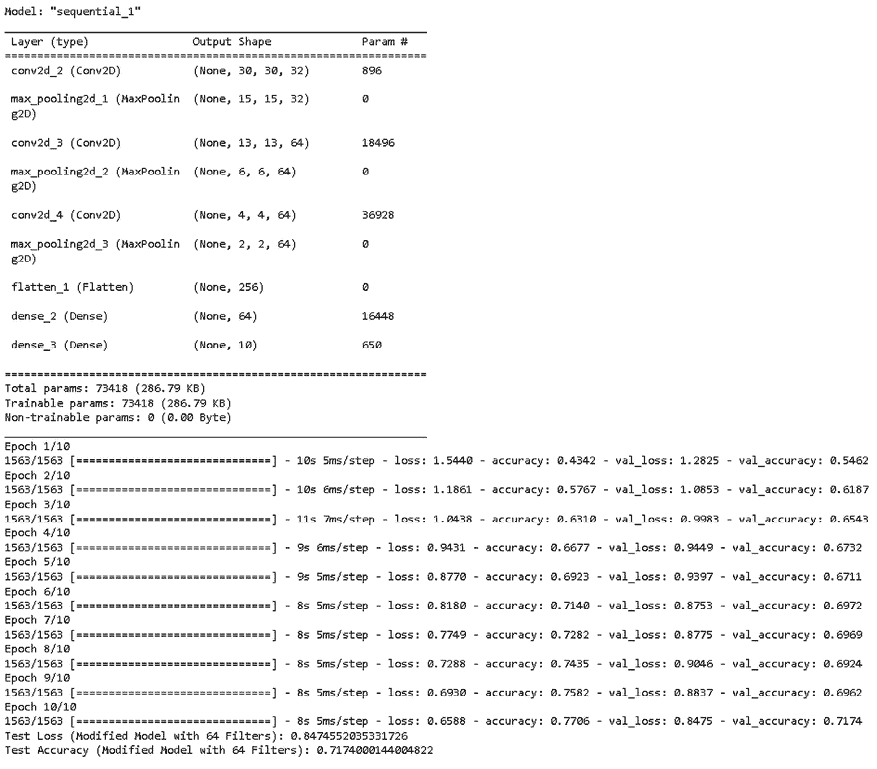 Model: "sequential_1"
Layer (type) Output Shape Param #
=================================================================
conv2d_2 (Conv2D) (None, 30, 30, 32) 896
max_pooling2d_1 (MaxPoolin (None, 15, 15, 32) 0
g2D)
conv2d_3 (Conv2D) (None, 13, 13, 64) 18496
max_pooling2d_2 (MaxPoolin (None, 6, 6, 64) 0
g2D)
conv2d_4 (Conv2D) (None, 4, 4, 64) 36928
max_pooling2d_3 (MaxPoolin (None, 2, 2, 64) 0
g2D)
flatten_1 (Flatten) (None, 256) 0
dense_2 (Dense) (None, 64) 16448
dense_3 (Dense) (None, 10) 650
=================================================================
Total params: 73418 (286.79 KB)
Trainable params: 73418 (286.79 KB)
Non-trainable params: 0 (0.00 Byte)
Epoch 1/10
1563/1563 [==============================] - 10s 5ms/step - loss: 1.5440 - accuracy: 0.4342 - val_loss: 1.2825 - val_accuracy: 0.5462
Epoch 2/10
1563/1563 [==============================] - 10s 6ms/step - loss: 1.1861 - accuracy: 0.5767 - val_loss: 1.0853 - val_accuracy: 0.6187
Epoch 3/10
1563/1563 [==============================] - 11s 7ms/step - loss: 1.0438 - accuracy: 0.6310 - val_loss: 0.9983 - val_accuracy: 0.6543
Epoch 4/10
1563/1563 [==============================] - 9s 6ms/step - loss: 0.9431 - accuracy: 0.6677 - val_loss: 0.9449 - val_accuracy: 0.6732
Epoch 5/10
1563/1563 [==============================] - 9s 5ms/step - loss: 0.8770 - accuracy: 0.6923 - val_loss: 0.9397 - val_accuracy: 0.6711
Epoch 6/10
1563/1563 [==============================] - 8s 5ms/step - loss: 0.8180 - accuracy: 0.7140 - val_loss: 0.8753 - val_accuracy: 0.6972
Epoch 7/10
1563/1563 [==============================] - 8s 5ms/step - loss: 0.7749 - accuracy: 0.7282 - val_loss: 0.8775 - val_accuracy: 0.6969
Epoch 8/10
1563/1563 [==============================] - 8s 5ms/step - loss: 0.7288 - accuracy: 0.7435 - val_loss: 0.9046 - val_accuracy: 0.6924
Epoch 9/10
1563/1563 [==============================] - 8s 5ms/step - loss: 0.6930 - accuracy: 0.7582 - val_loss: 0.8837 - val_accuracy: 0.6962
Epoch 10/10
1563/1563 [==============================] - 8s 5ms/step - loss: 0.6588 - accuracy: 0.7706 - val_loss: 0.8475 - val_accuracy: 0.7174
Test Loss (Modified Model with 64 Filters): 0.8474552035331726
Test Accuracy (Modified Model with 64 Filters): 0.7174000144004822